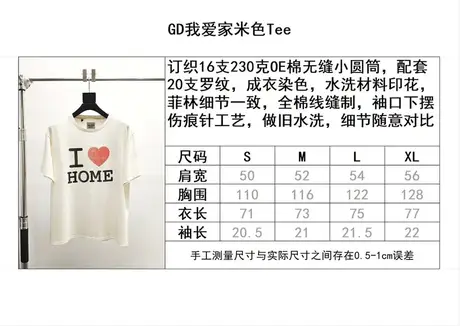 GD我爱家米色Tee
订织16支230克OE棉无缝小圆筒，配套
20支罗纹，成衣染色，水洗材料印花，
菲林细节一致，全棉线缝制，袖口下摆
伤痕针工艺，做旧水洗，细节随意对比
I
HOME
尺码 S M L XL
肩宽 50 52 54 56
胸围 110 116 122 128
衣长 71 73 75 77
袖长 20.5 21 21.5 22
手工测量尺寸与实际尺寸之间存在0.5-1cm误差